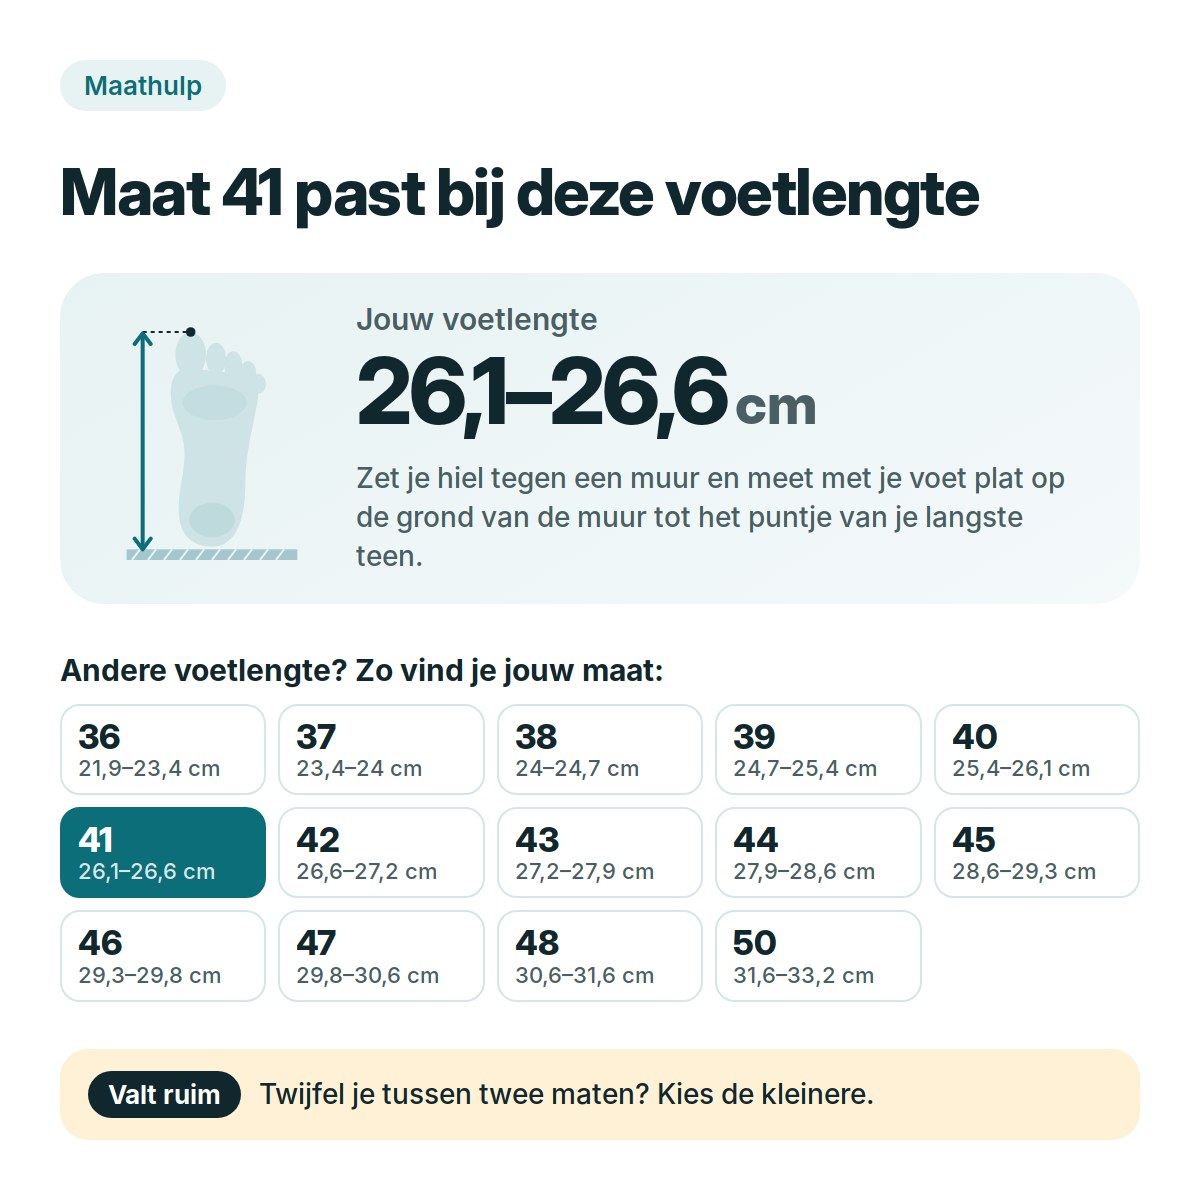 Maathulp
Maat 41 past bij deze voetlengte
Jouw voetlengte
26,1–26,6 cm
Zet je hiel tegen een muur en meet met je voet plat op
de grond van de muur tot het puntje van je langste
teen.
Andere voetlengte? Zo vind je jouw maat:
36
21,9–23,4 cm
37
23,4–24 cm
38
24–24,7 cm
39
24,7–25,4 cm
40
25,4–26,1 cm
41
26,1–26,6 cm
42
26,6–27,2 cm
43
27,2–27,9 cm
44
27,9–28,6 cm
45
28,6–29,3 cm
46
29,3–29,8 cm
47
29,8–30,6 cm
48
30,6–31,6 cm
50
31,6–33,2 cm
Valt ruim Twijfel je tussen twee maten? Kies de kleinere.